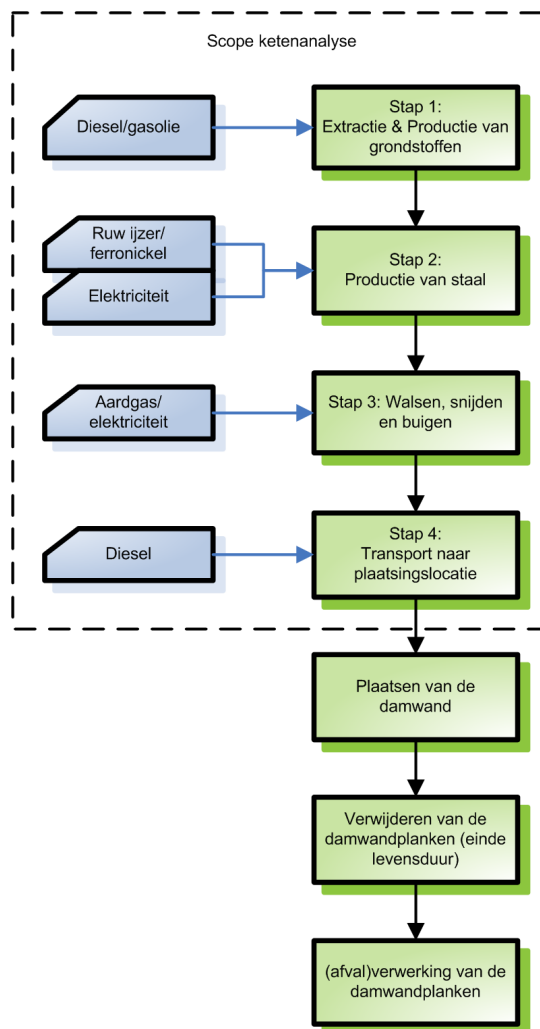 Scope ketenanalyse
Diesel/gasolie
Stap 1:
Extractie & Productie van
grondstoffen
Ruw ijzer/
ferronickel
Elektriciteit
Stap 2:
Productie van staal
Aardgas/
elektriciteit
Stap 3: Walsen, snijden
en buigen
Diesel
Stap 4:
Transport naar
plaatsingslocatie
Plaatsen van de
damwand
Verwijderen van de
damwandplanken (einde
levensduur)
(afval)verwerking van de
damwandplanken